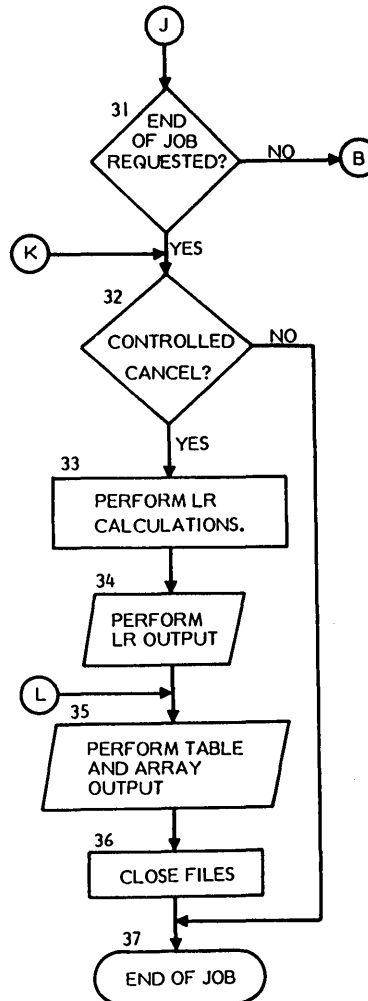 J
31
END
OF JOB
REQUESTED?
NO
B
YES
K
32
CONTROLLED
CANCEL?
NO
YES
33
PERFORM LR
CALCULATIONS.
34
PERFORM
LR OUTPUT
L
35
PERFORM TABLE
AND ARRAY
OUTPUT
36
CLOSE FILES
37
END OF JOB